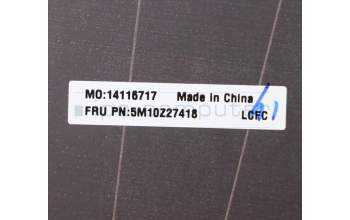 MO:14116717 Made in China
FRU PN:5M10Z27418 LCFC